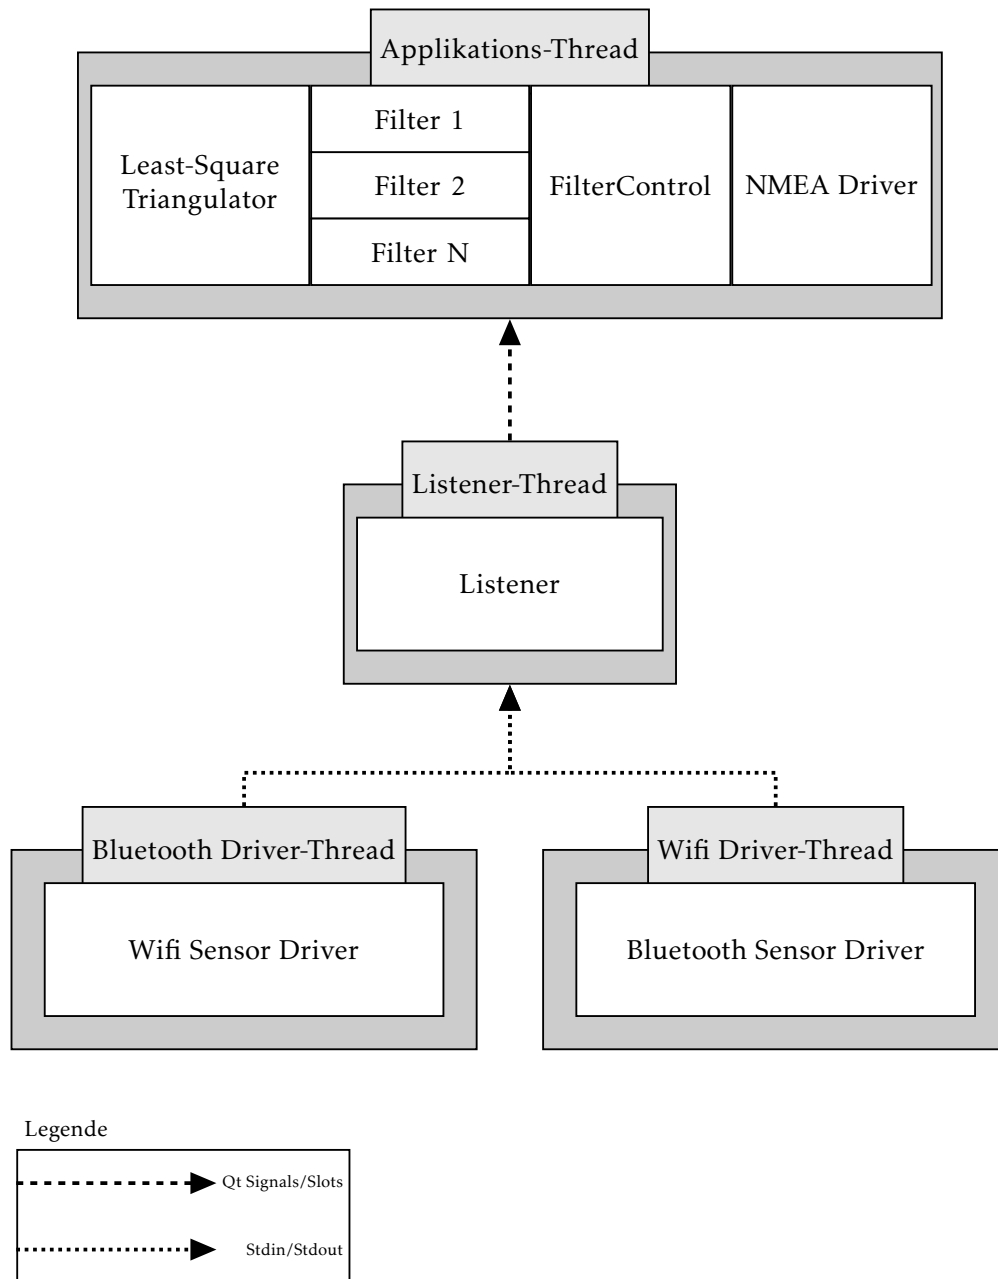 Applikations-Thread
Least-Square
Triangulator
Filter 1
Filter 2
Filter N
FilterControl
NMEA Driver
Listener-Thread
Listener
Bluetooth Driver-Thread
Wifi Sensor Driver
Wifi Driver-Thread
Bluetooth Sensor Driver
Legende
Qt Signals/Slots
Stdin/Stdout